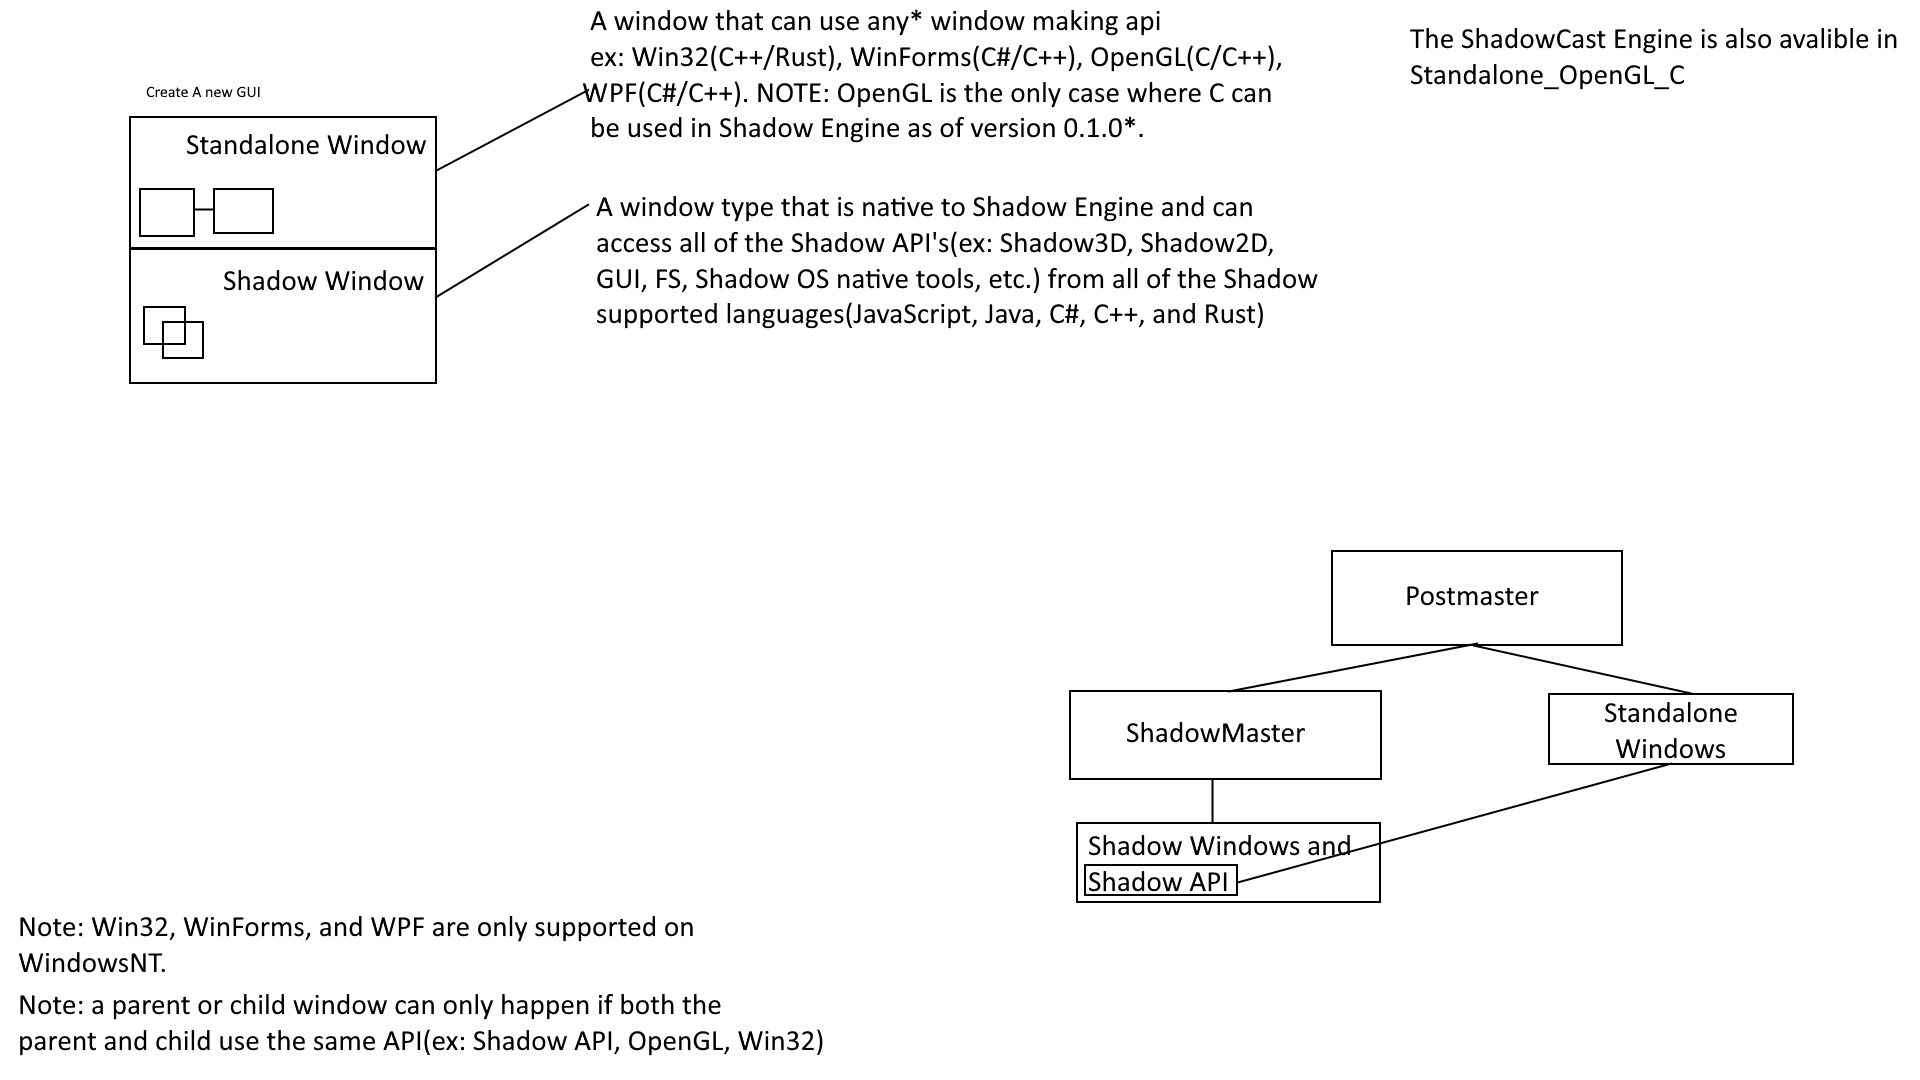 A window that can use any* window making api
ex: Win32(C++/Rust), WinForms(C#/C++), OpenGL(C/C++),
WPF(C#/C++). NOTE: OpenGL is the only case where C can
be used in Shadow Engine as of version 0.1.0*.
The ShadowCast Engine is also avalible in
Standalone_OpenGL_C
Create A new GUI
Standalone Window
Shadow Window
A window type that is native to Shadow Engine and can
access all of the Shadow API's(ex: Shadow3D, Shadow2D,
GUI, FS, Shadow OS native tools, etc.) from all of the Shadow
supported languages(JavaScript, Java, C#, C++, and Rust)
Postmaster
ShadowMaster
Standalone
Windows
Shadow Windows and
Shadow API
Note: Win32, WinForms, and WPF are only supported on
WindowsNT.
Note: a parent or child window can only happen if both the
parent and child use the same API(ex: Shadow API, OpenGL, Win32)